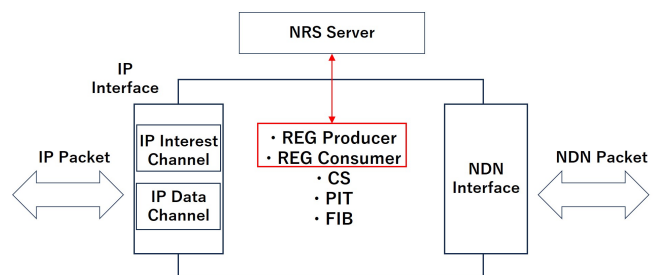 NRS Server
IP
Interface
IP Interest
Channel
IP Data
Channel
IP Packet
・REG Producer
・REG Consumer
・CS
・PIT
・FIB
NDN
Interface
NDN Packet